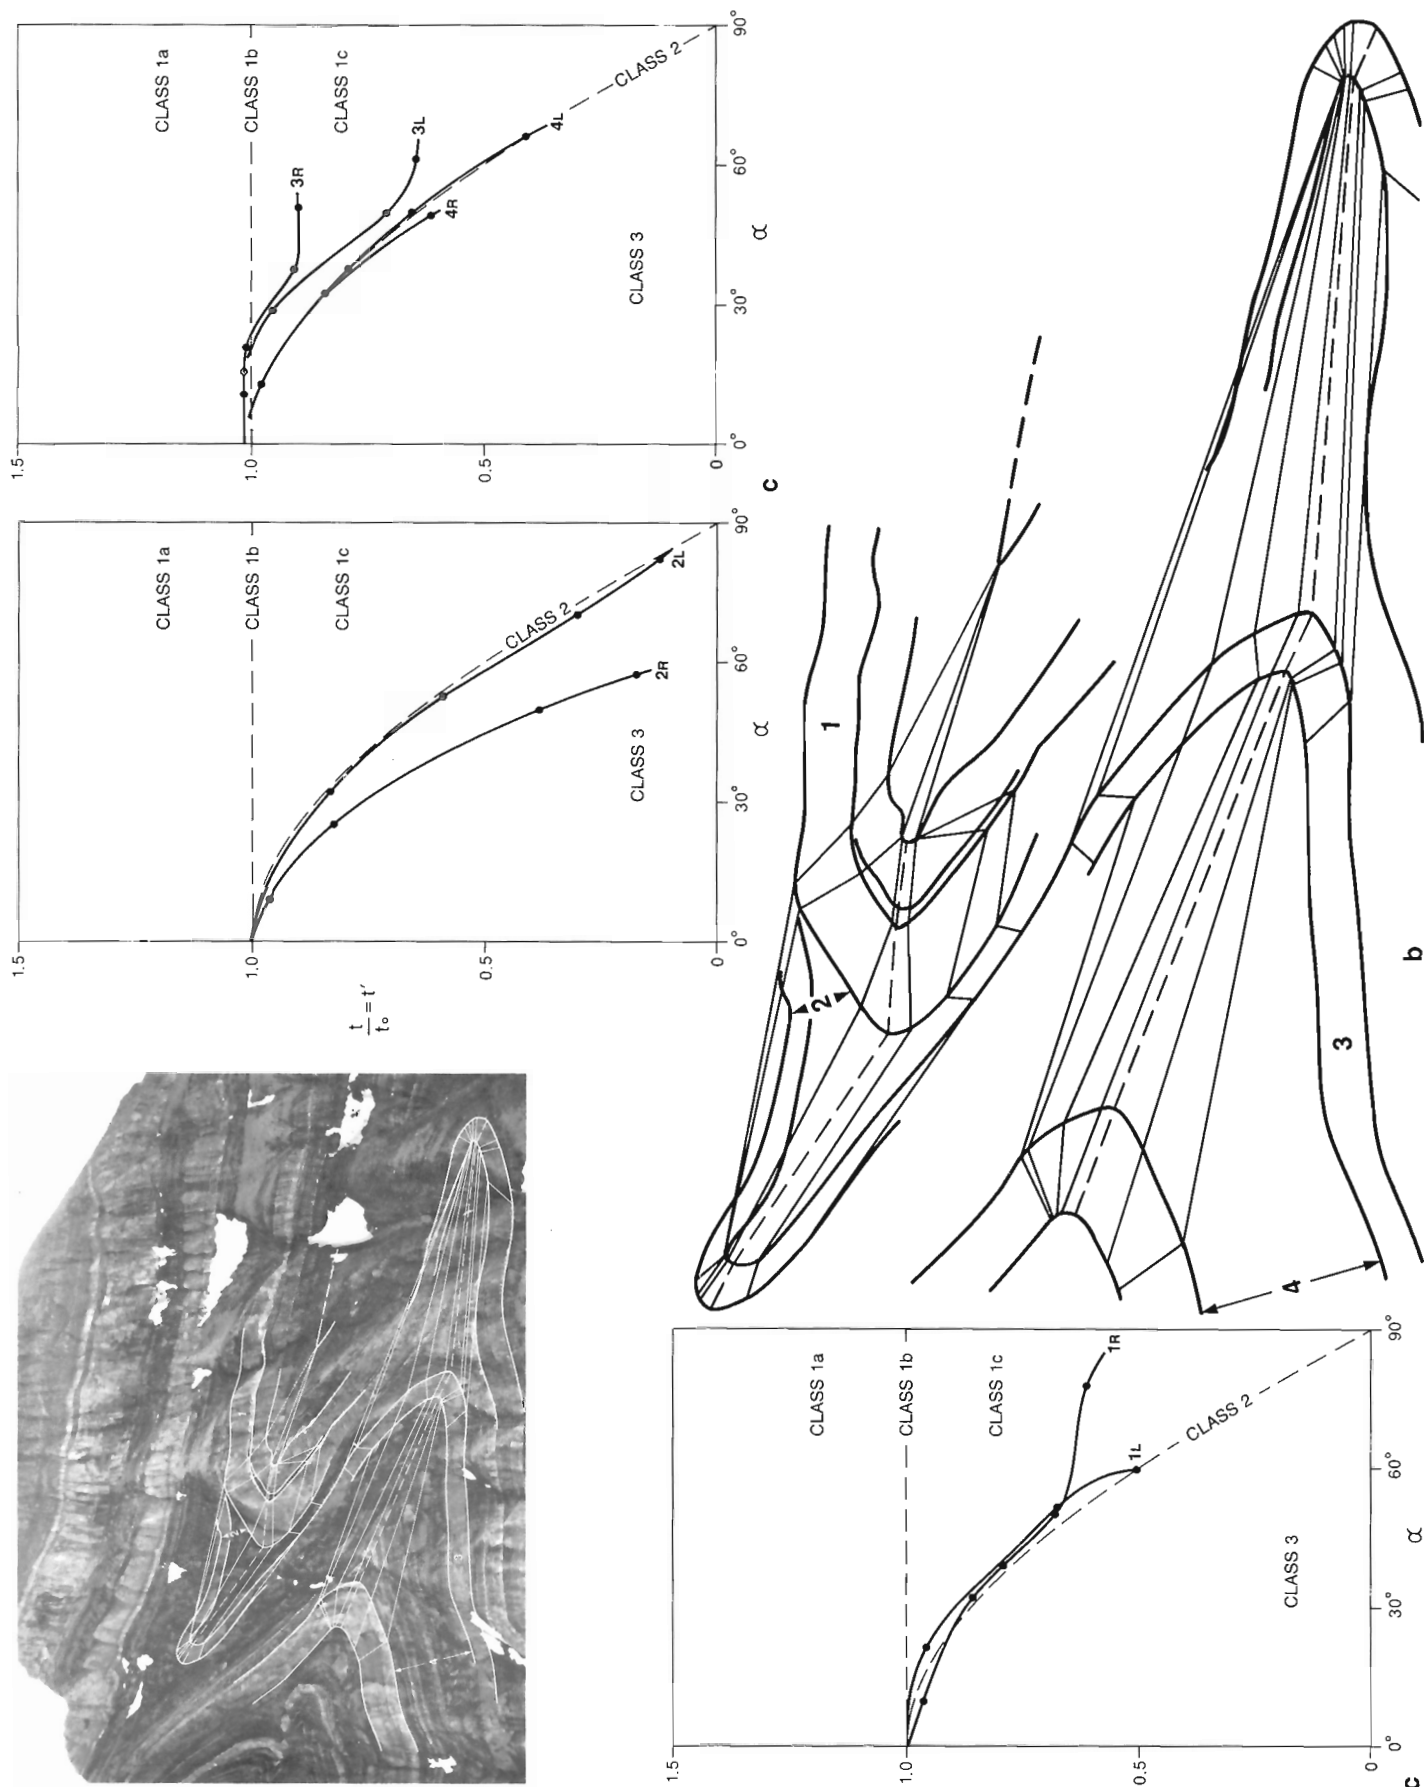 1.5
1.0
0.5
0
0°
30°
60°
90°
α
CLASS 1a
CLASS 1b
CLASS 1c
CLASS 2
CLASS 3
2R
2L
t/t₀ = t′
1.5
1.0
0.5
0
0°
30°
60°
90°
α
CLASS 1a
CLASS 1b
CLASS 1c
CLASS 2
CLASS 3
3R
3L
4R
4L
c
1
2
3
4
b
1.5
1.0
0.5
0
0°
30°
60°
90°
α
CLASS 1a
CLASS 1b
CLASS 1c
CLASS 2
CLASS 3
1R
1L
c
2